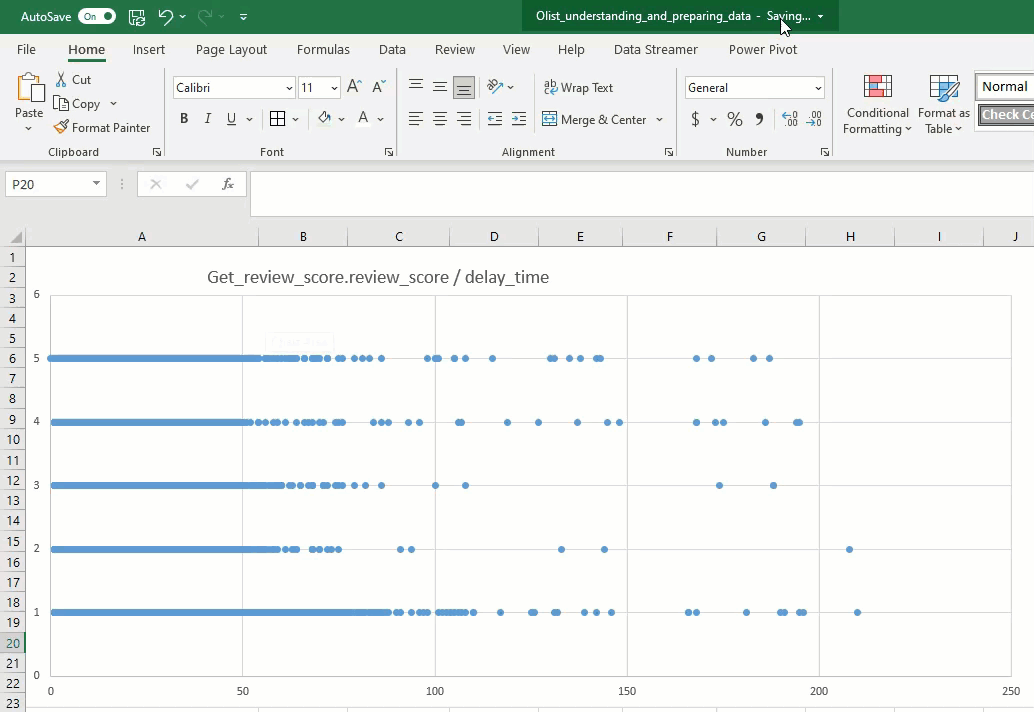 AutoSave On Olist_understanding_and_preparing_data - Saving...
File Home Insert Page Layout Formulas Data Review View Help Data Streamer Power Pivot
Paste Cut Copy Format Painter
Clipboard
Calibri 11 A A
B I U A
Font
Wrap Text
Merge & Center
Alignment
General
$ % , .00 .00
Number
Conditional Formatting
Format as Table
Normal
Check Ce
P20 fx
A B C D E F G H I J
1
2
3
4
5
6
7
8
9
10
11
12
13
14
15
16
17
18
19
20
21
22
23
Get_review_score.review_score / delay_time
6
5
4
3
2
1
0
0 50 100 150 200 250